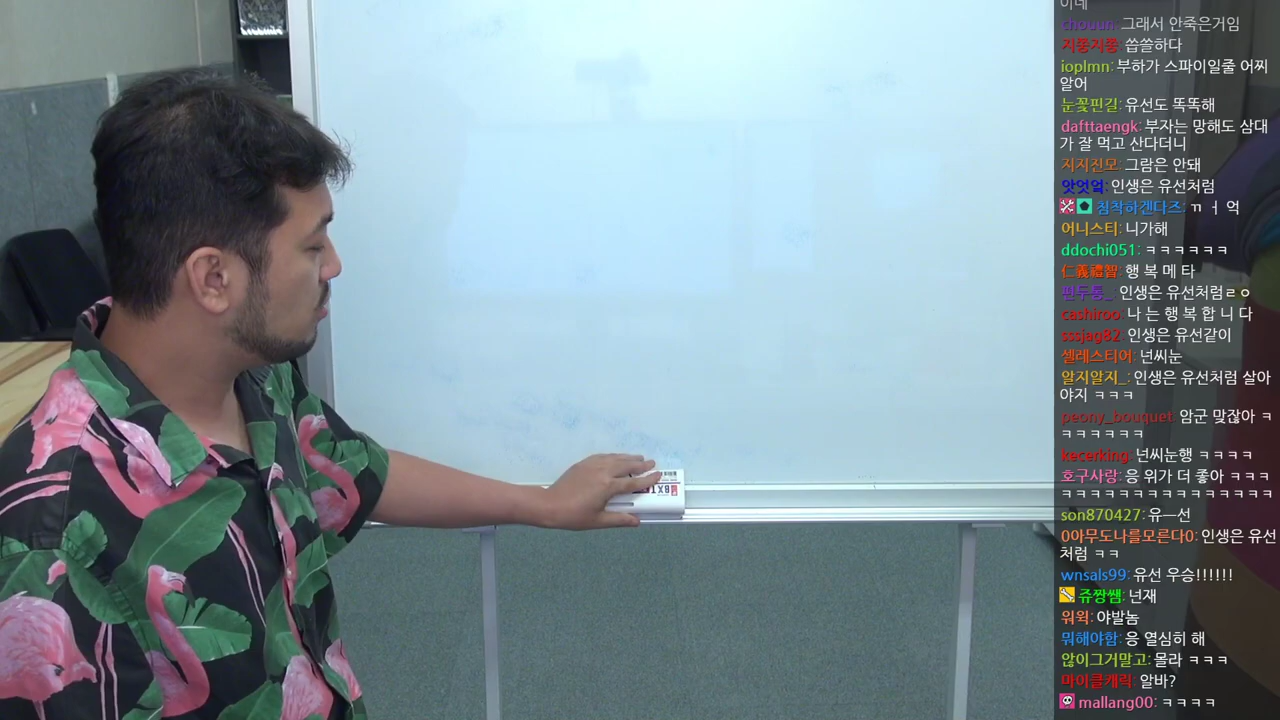 이네
chouun: 그래서 안죽은거임
지쫑지쫑: 씁쓸하다
ioplmn: 부하가 스파이일줄 어찌
알어
눈꽃핀길: 유선도 똑똑해
dafttaengk: 부자는 망해도 삼대
가 잘 먹고 산다더니
지지진모: 그람은 안돼
앗엇엌: 인생은 유선처럼
침착하겐다즈: ㄲ ㅓ 억
어니스티: 니가해
ddochi051: ㅋㅋㅋㅋㅋㅋ
仁義禮智: 행 복 메 타
편두통_: 인생은 유선처럼ㄹㅇ
cashiroo: 나 는 행 복 합 니 다
sssjag82: 인생은 유선같이
셀레스티어: 넌씨눈
알지알지_: 인생은 유선처럼 살아
야지 ㅋㅋㅋ
peony_bouquet: 암군 맞잖아 ㅋ
ㅋㅋㅋㅋㅋㅋ
kecerking: 넌씨눈행 ㅋㅋㅋㅋ
호구사랑: 응 위가 더 좋아 ㅋㅋㅋ
ㅋㅋㅋㅋㅋㅋㅋㅋㅋㅋㅋㅋㅋㅋㅋ
son870427: 유—선
0아무도나를모른다0: 인생은 유선
처럼 ㅋㅋ
wnsals99: 유선 우승!!!!!!
쥬짱쌤: 넌재
워윅: 야발놈
뭐해야함: 응 열심히 해
않이그거말고: 몰라 ㅋㅋㅋ
마이클캐릭: 알바?
mallang00: ㅋㅋㅋㅋ